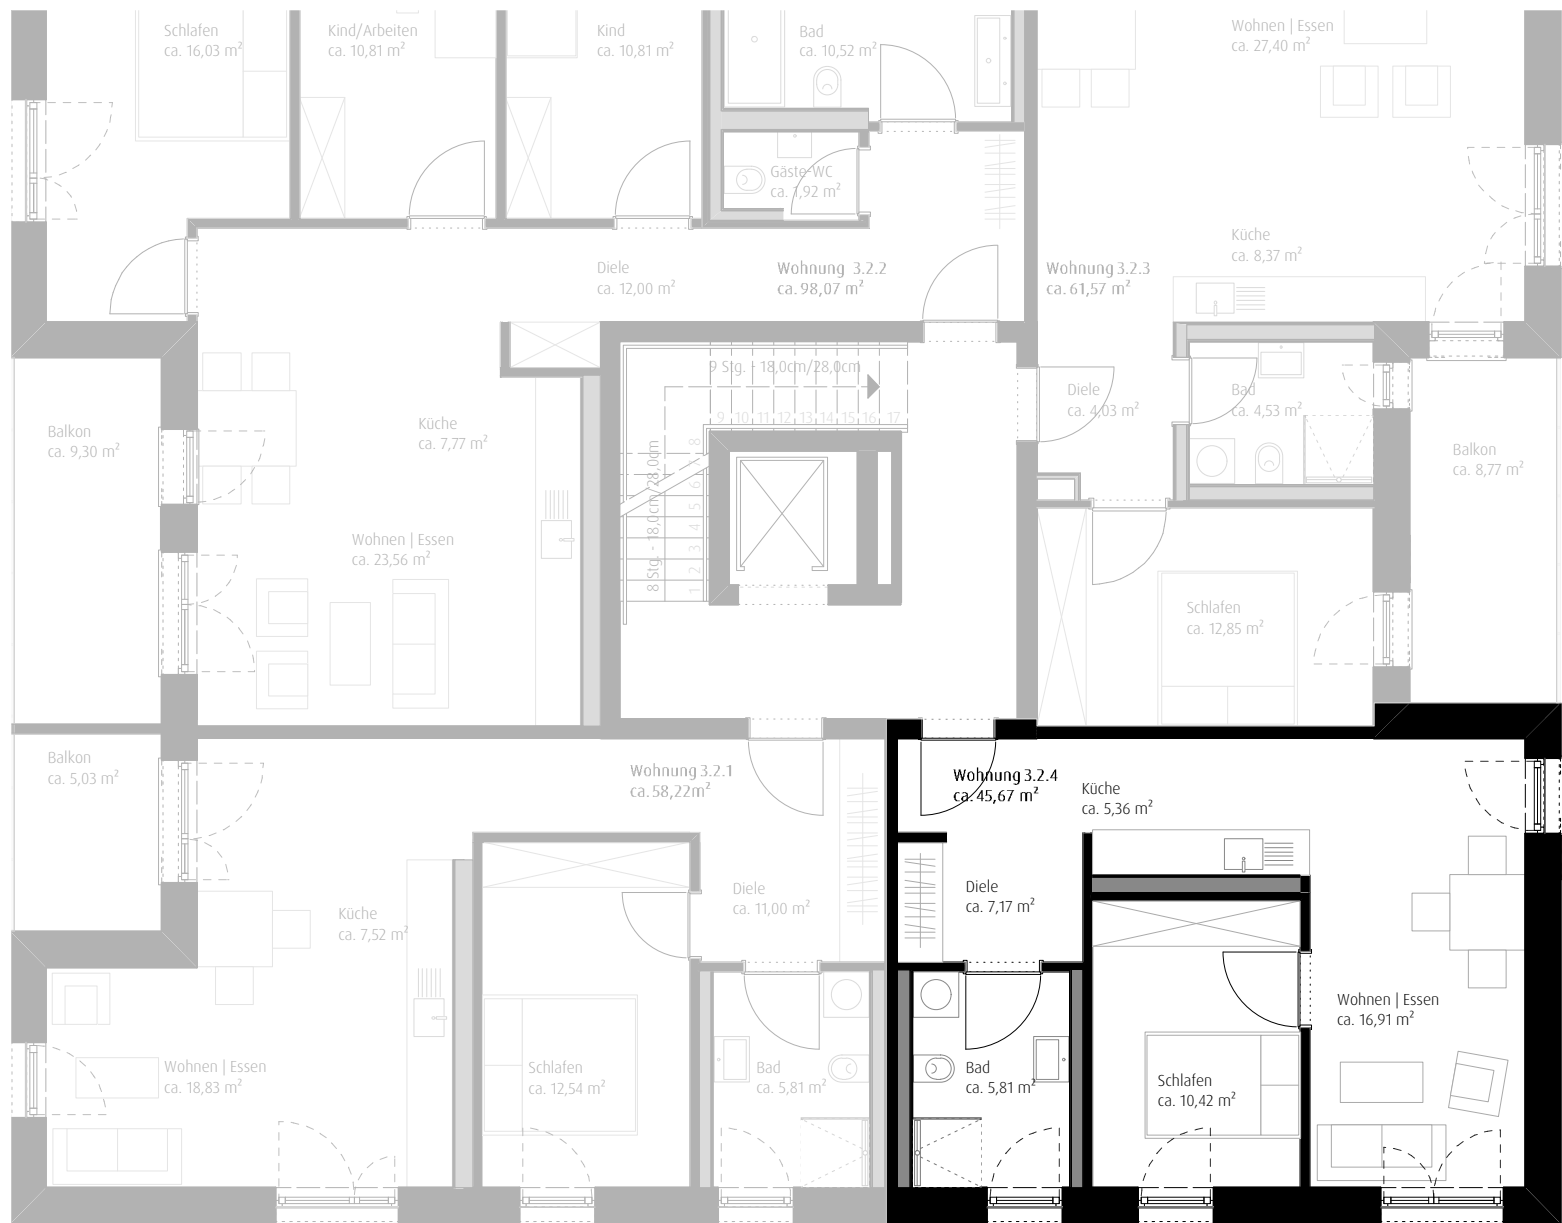 Schlafen
ca. 16,03 m²
Kind/Arbeiten
ca. 10,81 m²
Kind
ca. 10,81 m²
Bad
ca. 10,52 m²
Wohnen | Essen
ca. 27,40 m²
Gäste-WC
ca. 1,92 m²
Küche
ca. 8,37 m²
Diele
ca. 12,00 m²
Wohnung 3.2.2
ca. 98,07 m²
Wohnung 3.2.3
ca. 61,57 m²
9 Stg. - 18,0cm/28,0cm
9 10 11 12 13 14 15 16 17
8 Stg. - 18,0cm/28,0cm
1 2 3 4 5 6 7 8
Diele
ca. 4,03 m²
Bad
ca. 4,53 m²
Balkon
ca. 9,30 m²
Küche
ca. 7,77 m²
Balkon
ca. 8,77 m²
Wohnen | Essen
ca. 23,56 m²
Schlafen
ca. 12,85 m²
Balkon
ca. 5,03 m²
Wohnung 3.2.1
ca. 58,22m²
Wohnung 3.2.4
ca. 45,67 m²
Küche
ca. 5,36 m²
Küche
ca. 7,52 m²
Diele
ca. 11,00 m²
Diele
ca. 7,17 m²
Wohnen | Essen
ca. 16,91 m²
Wohnen | Essen
ca. 18,83 m²
Schlafen
ca. 12,54 m²
Bad
ca. 5,81 m²
Bad
ca. 5,81 m²
Schlafen
ca. 10,42 m²